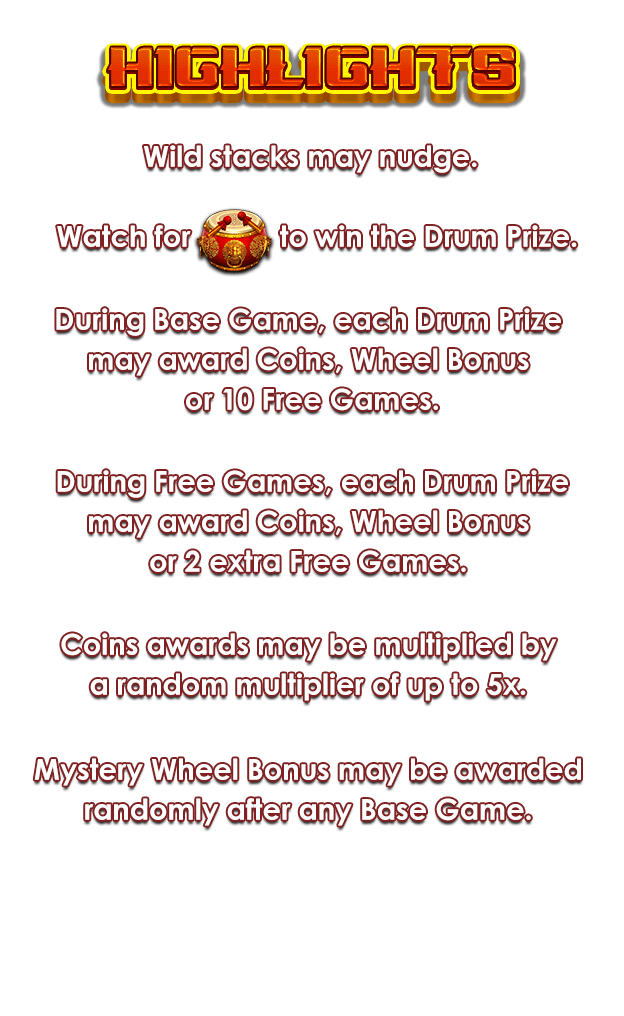 HIGHLIGHTS
Wild stacks may nudge.
Watch for to win the Drum Prize.
During Base Game, each Drum Prize
may award Coins, Wheel Bonus
or 10 Free Games.
During Free Games, each Drum Prize
may award Coins, Wheel Bonus
or 2 extra Free Games.
Coins awards may be multiplied by
a random multiplier of up to 5x.
Mystery Wheel Bonus may be awarded
randomly after any Base Game.